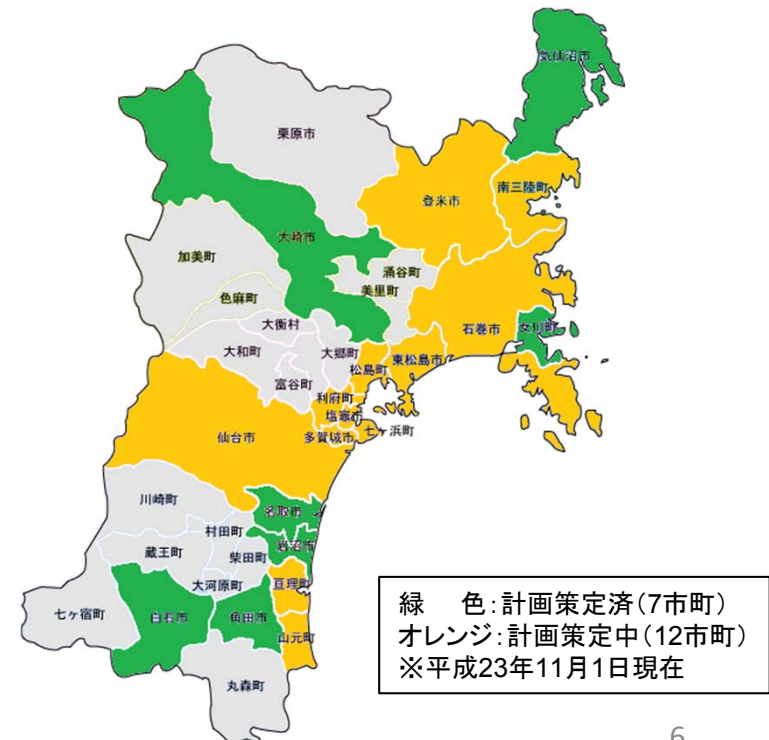 気仙沼市
栗原市
南三陸町
登米市
大崎市
加美町
涌谷町
美里町
色麻町
大衡村
石巻市
女川町
大和町
大郷町
東松島市
松島町
富谷町
利府町
塩竈市
七ヶ浜町
仙台市
多賀城市
川崎町
名取市
村田町
岩沼市
蔵王町
柴田町
大河原町
亘理町
七ヶ宿町
白石市
角田市
山元町
丸森町
緑　色：計画策定済（7市町）
オレンジ：計画策定中（12市町）
※平成23年11月1日現在
6